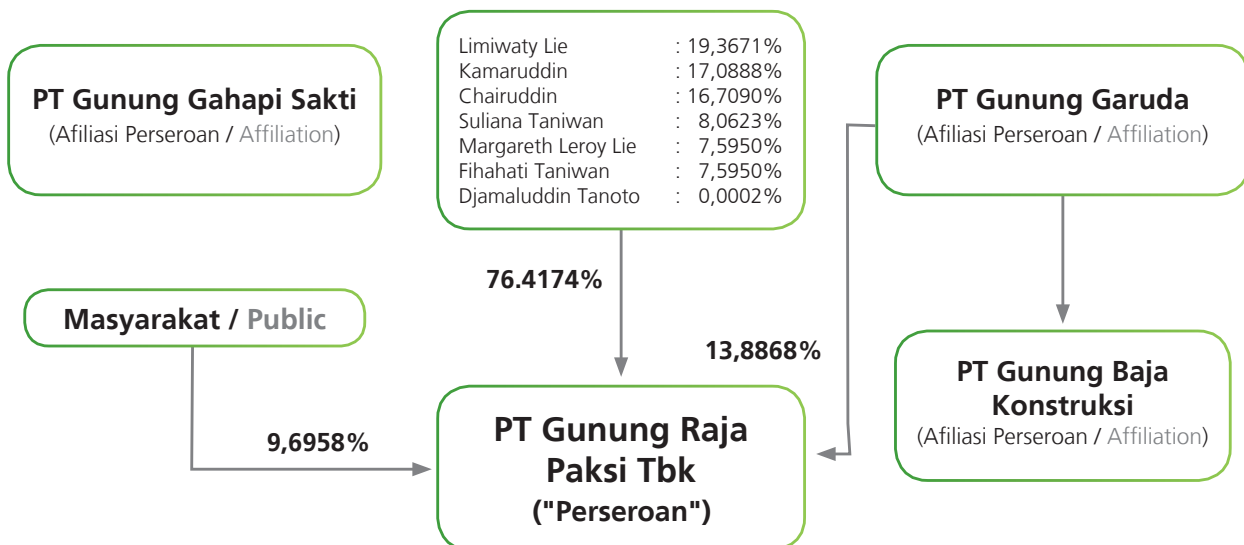 PT Gunung Gahapi Sakti
(Afiliasi Perseroan / Affiliation)
Limiwaty Lie : 19,3671%
Kamaruddin : 17,0888%
Chairuddin : 16,7090%
Suliana Taniwan : 8,0623%
Margareth Leroy Lie : 7,5950%
Fihahati Taniwan : 7,5950%
Djamaluddin Tanoto : 0,0002%
PT Gunung Garuda
(Afiliasi Perseroan / Affiliation)
76.4174%
Masyarakat / Public
13,8868%
PT Gunung Baja
Konstruksi
(Afiliasi Perseroan / Affiliation)
9,6958%
PT Gunung Raja
Paksi Tbk
("Perseroan")